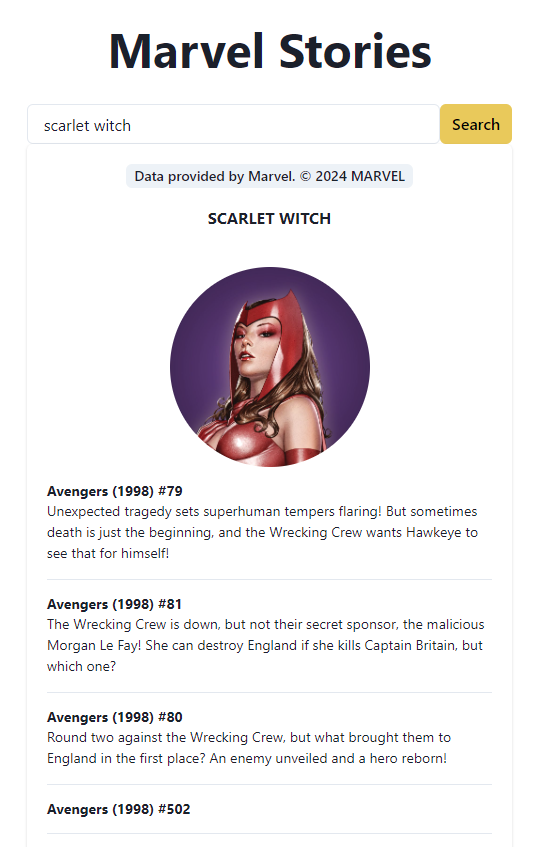 Marvel Stories
scarlet witch
Search
Data provided by Marvel. © 2024 MARVEL
SCARLET WITCH
Avengers (1998) #79
Unexpected tragedy sets superhuman tempers flaring! But sometimes
death is just the beginning, and the Wrecking Crew wants Hawkeye to
see that for himself!
Avengers (1998) #81
The Wrecking Crew is down, but not their secret sponsor, the malicious
Morgan Le Fay! She can destroy England if she kills Captain Britain, but
which one?
Avengers (1998) #80
Round two against the Wrecking Crew, but what brought them to
England in the first place? An enemy unveiled and a hero reborn!
Avengers (1998) #502